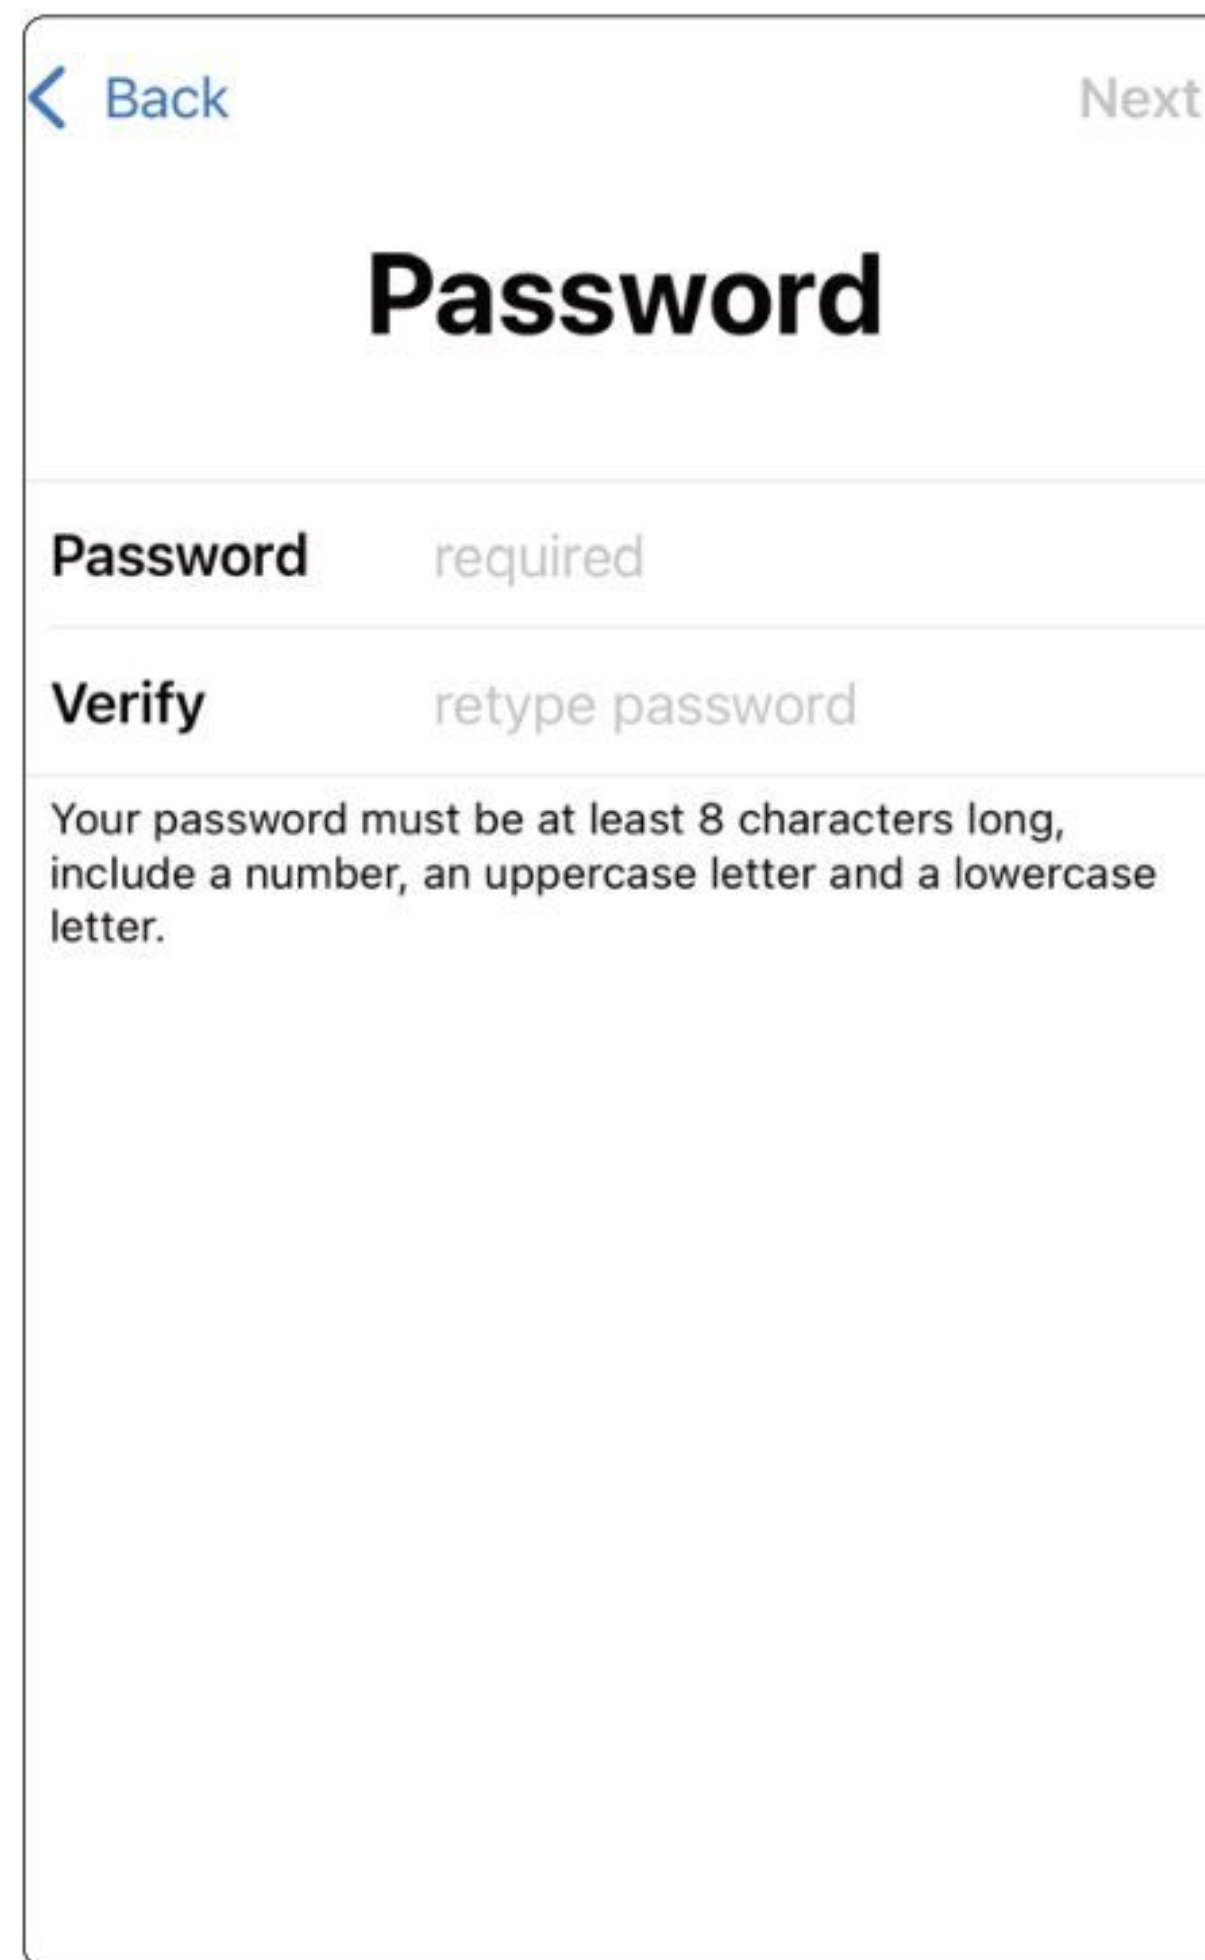 Back Next
Password
Password required
Verify retype password
Your password must be at least 8 characters long,
include a number, an uppercase letter and a lowercase
letter.